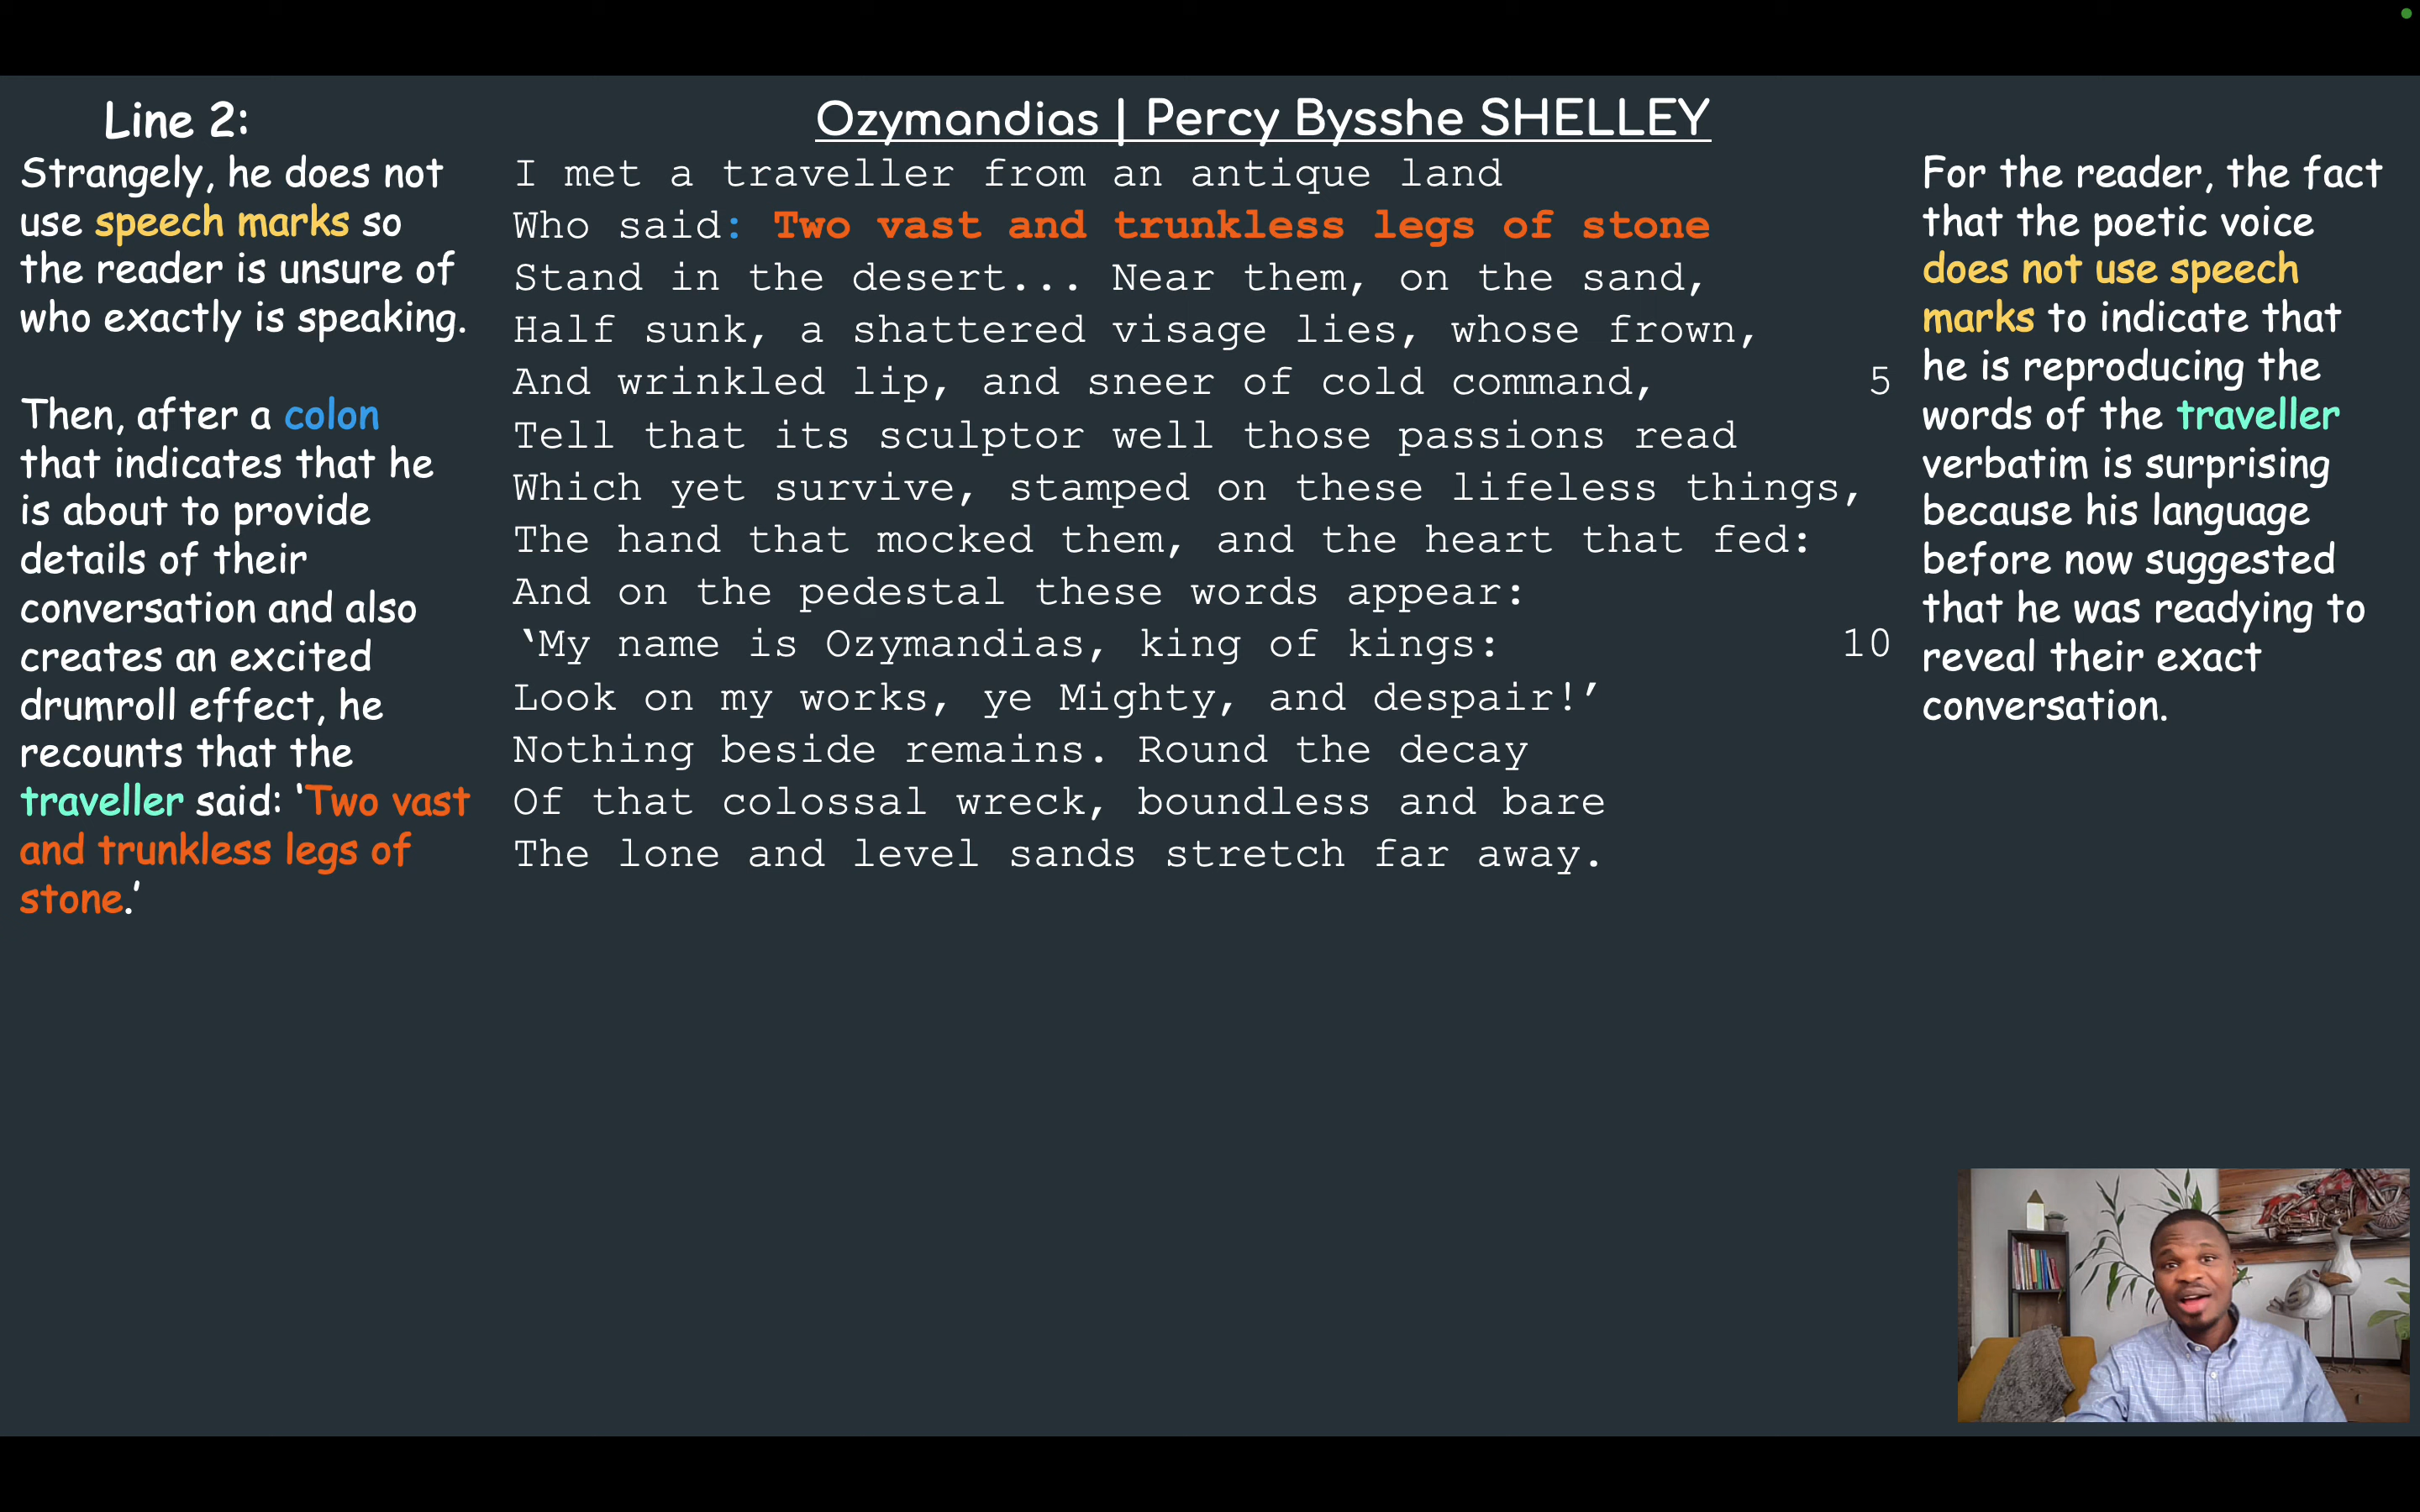 Line 2:
Strangely, he does not
use speech marks so
the reader is unsure of
who exactly is speaking.
Then, after a colon
that indicates that he
is about to provide
details of their
conversation and also
creates an excited
drumroll effect, he
recounts that the
traveller said: ‘Two vast
and trunkless legs of
stone.’
Ozymandias | Percy Bysshe SHELLEY
I met a traveller from an antique land
Who said: Two vast and trunkless legs of stone
Stand in the desert... Near them, on the sand,
Half sunk, a shattered visage lies, whose frown,
And wrinkled lip, and sneer of cold command, 5
Tell that its sculptor well those passions read
Which yet survive, stamped on these lifeless things,
The hand that mocked them, and the heart that fed:
And on the pedestal these words appear:
‘My name is Ozymandias, king of kings: 10
Look on my works, ye Mighty, and despair!’
Nothing beside remains. Round the decay
Of that colossal wreck, boundless and bare
The lone and level sands stretch far away.
For the reader, the fact
that the poetic voice
does not use speech
marks to indicate that
he is reproducing the
words of the traveller
verbatim is surprising
because his language
before now suggested
that he was readying to
reveal their exact
conversation.